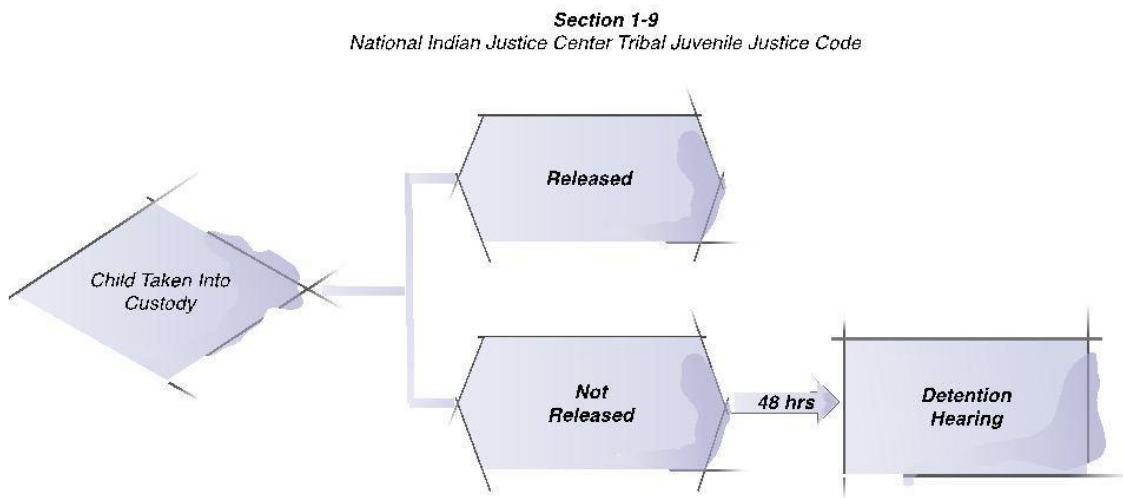 Section 1-9
National Indian Justice Center Tribal Juvenile Justice Code
Released
Child Taken Into
Custody
Not
Released
48 hrs
Detention
Hearing